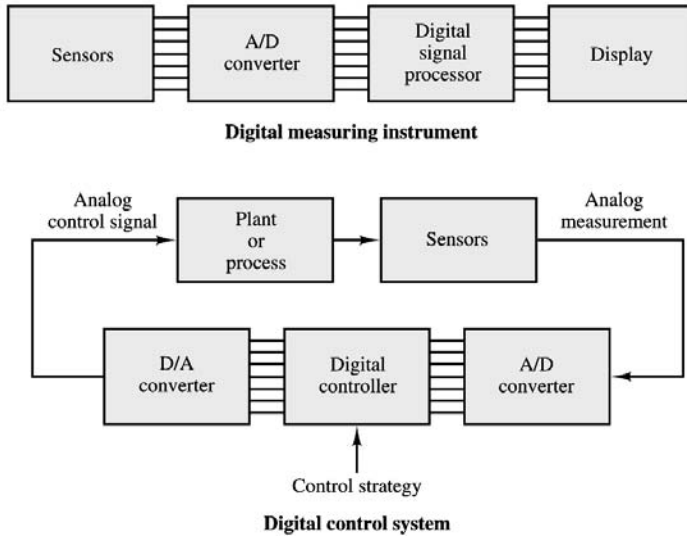 Sensors
A/D
converter
Digital
signal
processor
Display
Digital measuring instrument
Analog
control signal
Plant
or
process
Sensors
Analog
measurement
D/A
converter
Digital
controller
A/D
converter
Control strategy
Digital control system